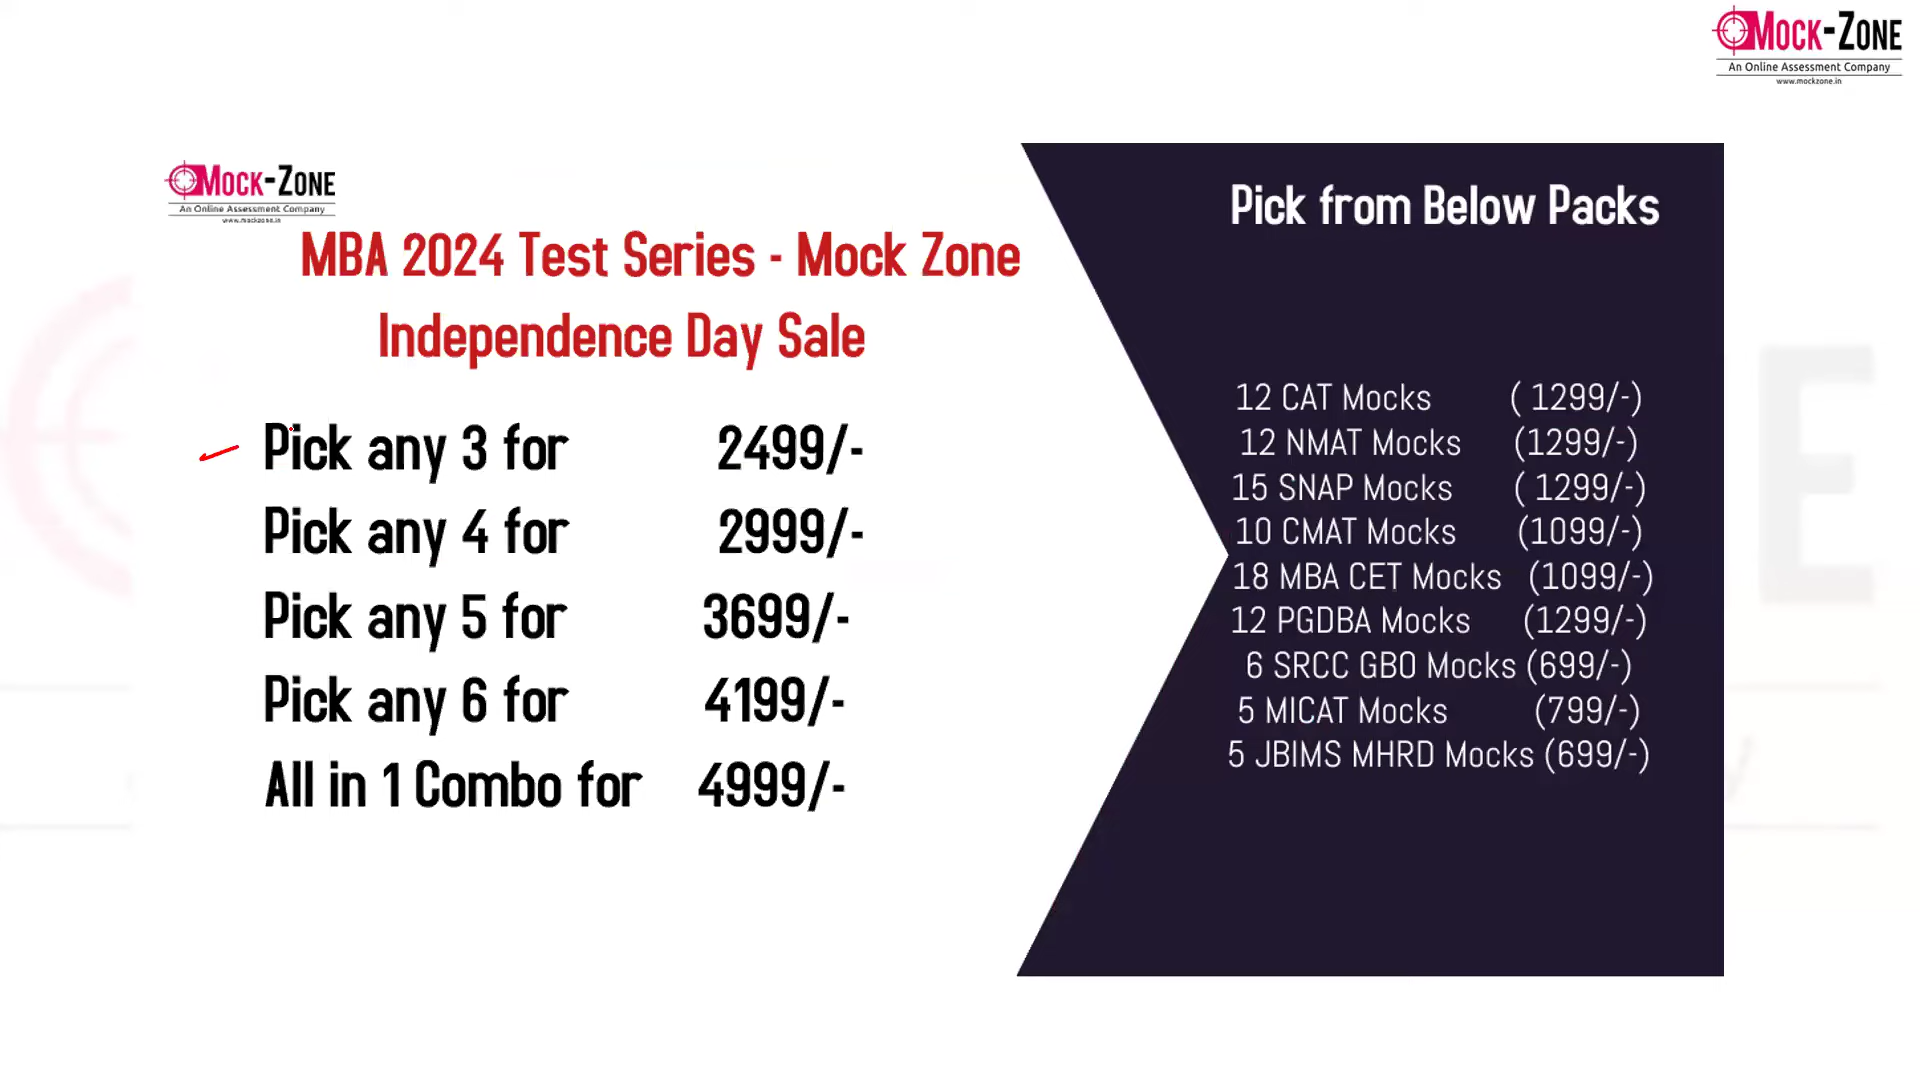 MOCK-ZONE
An Online Assessment Company
www.mockzone.in
MOCK-ZONE
An Online Assessment Company
www.mockzone.in
MBA 2024 Test Series - Mock Zone
Independence Day Sale
Pick any 3 for 2499/-
Pick any 4 for 2999/-
Pick any 5 for 3699/-
Pick any 6 for 4199/-
All in 1 Combo for 4999/-
Pick from Below Packs
12 CAT Mocks ( 1299/-)
12 NMAT Mocks (1299/-)
15 SNAP Mocks ( 1299/-)
10 CMAT Mocks (1099/-)
18 MBA CET Mocks (1099/-)
12 PGDBA Mocks (1299/-)
6 SRCC GBO Mocks (699/-)
5 MICAT Mocks (799/-)
5 JBIMS MHRD Mocks (699/-)